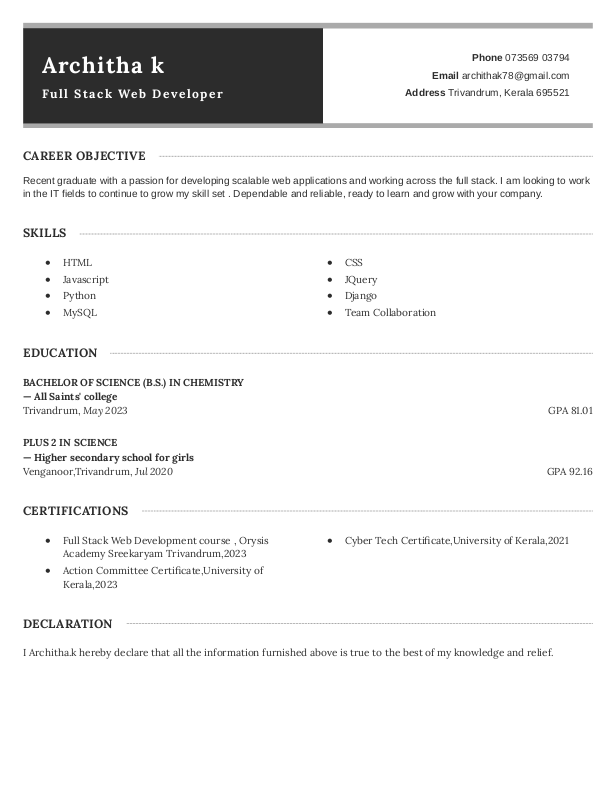 Architha k
Full Stack Web Developer
Phone 073569 03794
Email archithak78@gmail.com
Address Trivandrum, Kerala 695521
CAREER OBJECTIVE
Recent graduate with a passion for developing scalable web applications and working across the full stack. I am looking to work
in the IT fields to continue to grow my skill set . Dependable and reliable, ready to learn and grow with your company.
SKILLS
● HTML
● Javascript
● Python
● MySQL
● CSS
● JQuery
● Django
● Team Collaboration
EDUCATION
BACHELOR OF SCIENCE (B.S.) IN CHEMISTRY
— All Saints' college
Trivandrum, May 2023 GPA 81.01
PLUS 2 IN SCIENCE
— Higher secondary school for girls
Venganoor,Trivandrum, Jul 2020 GPA 92.16
CERTIFICATIONS
● Full Stack Web Development course , Orysis
Academy Sreekaryam Trivandrum,2023
● Action Committee Certificate,University of
Kerala,2023
● Cyber Tech Certificate,University of Kerala,2021
DECLARATION
I Architha.k hereby declare that all the information furnished above is true to the best of my knowledge and relief.